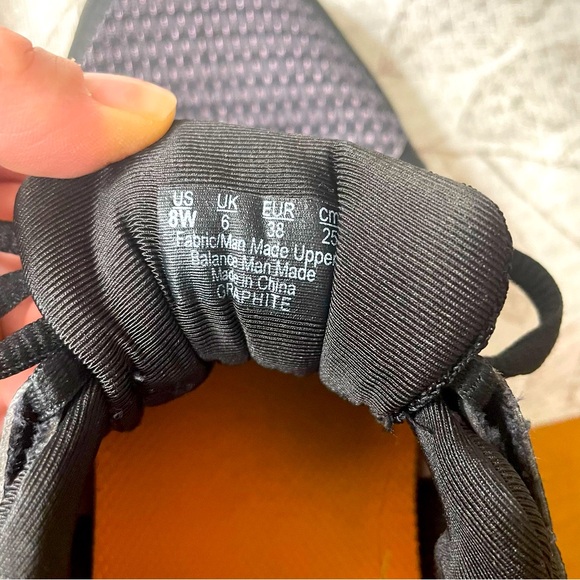 US UK EUR cm
8W 6 38 25
Fabric/Man Made Upper
Balance Man Made
Made in China
GRAPHITE